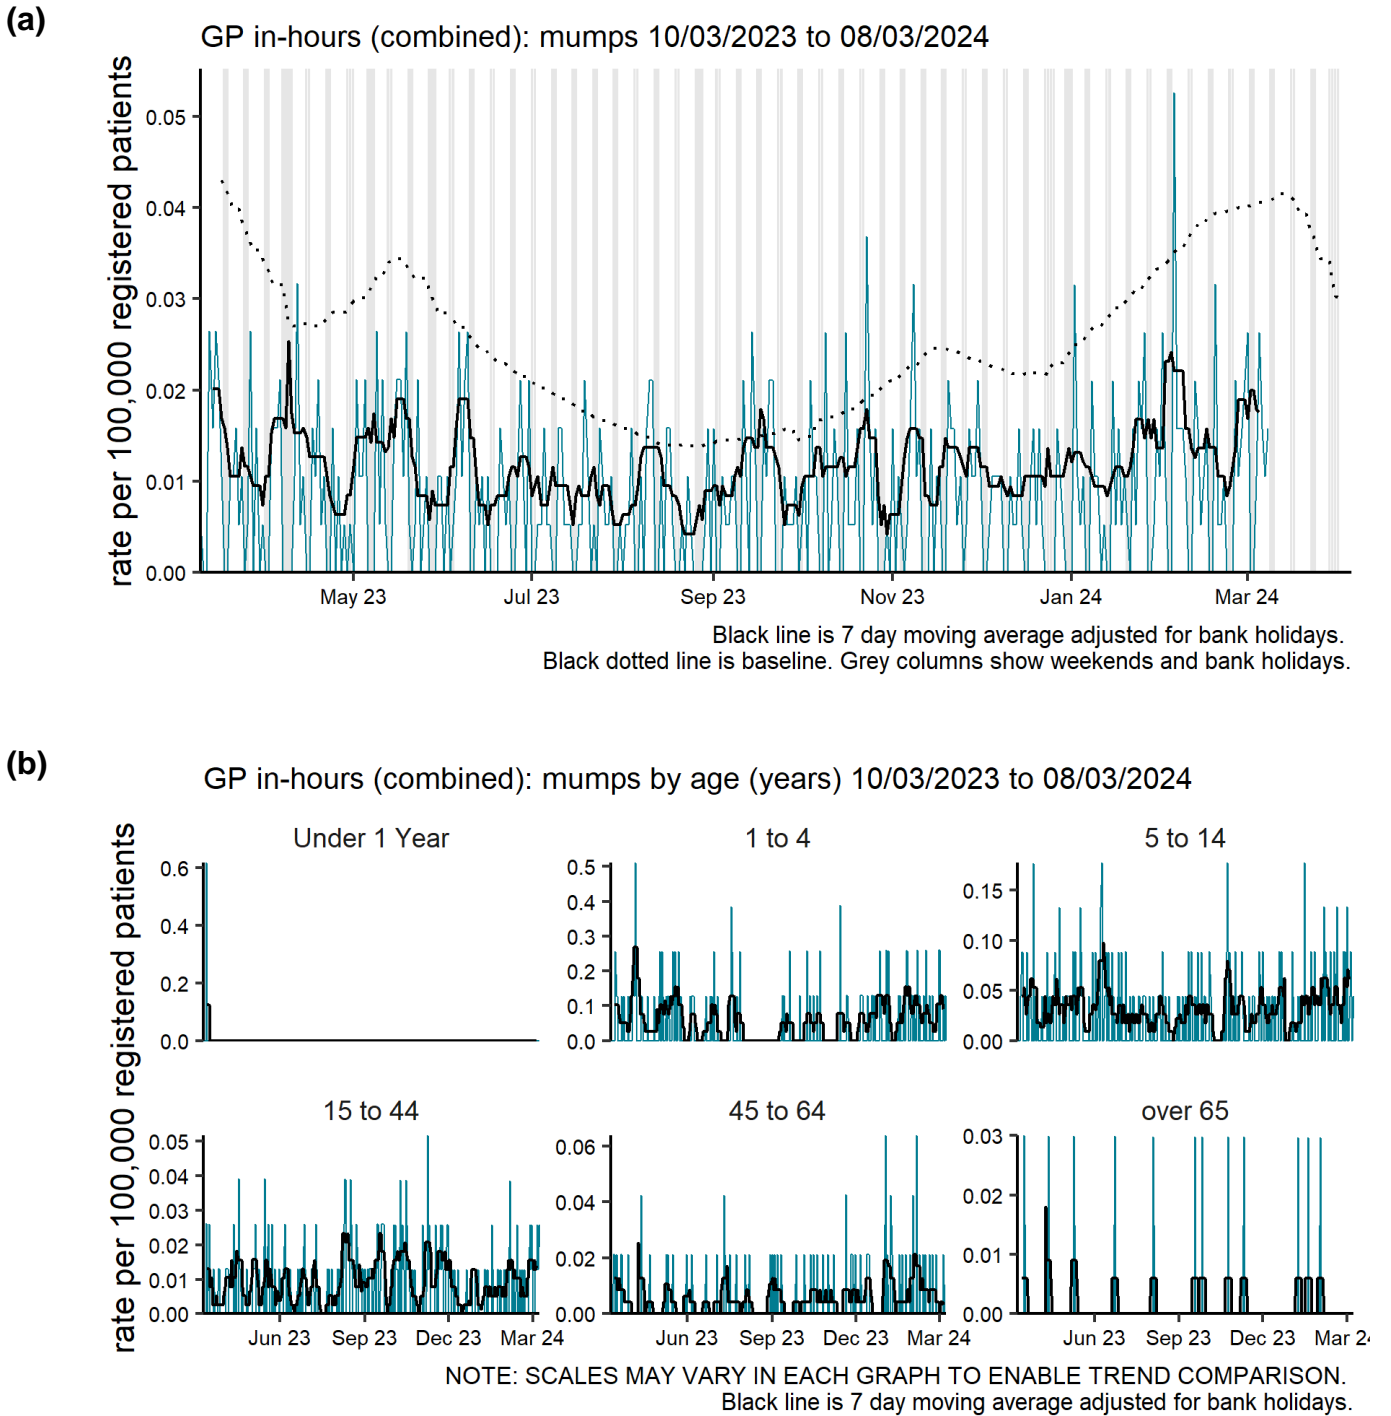 (a)
GP in-hours (combined): mumps 10/03/2023 to 08/03/2024
rate per 100,000 registered patients
0.05
0.04
0.03
0.02
0.01
0.00
May 23 Jul 23 Sep 23 Nov 23 Jan 24 Mar 24
Black line is 7 day moving average adjusted for bank holidays.
Black dotted line is baseline. Grey columns show weekends and bank holidays.
(b)
GP in-hours (combined): mumps by age (years) 10/03/2023 to 08/03/2024
rate per 100,000 registered patients
Under 1 Year
0.6
0.4
0.2
0.0
1 to 4
0.5
0.4
0.3
0.2
0.1
0.0
5 to 14
0.15
0.10
0.05
0.00
15 to 44
0.05
0.04
0.03
0.02
0.01
0.00
Jun 23 Sep 23 Dec 23 Mar 24
45 to 64
0.06
0.04
0.02
0.00
Jun 23 Sep 23 Dec 23 Mar 24
over 65
0.03
0.02
0.01
0.00
Jun 23 Sep 23 Dec 23 Mar 24
NOTE: SCALES MAY VARY IN EACH GRAPH TO ENABLE TREND COMPARISON.
Black line is 7 day moving average adjusted for bank holidays.